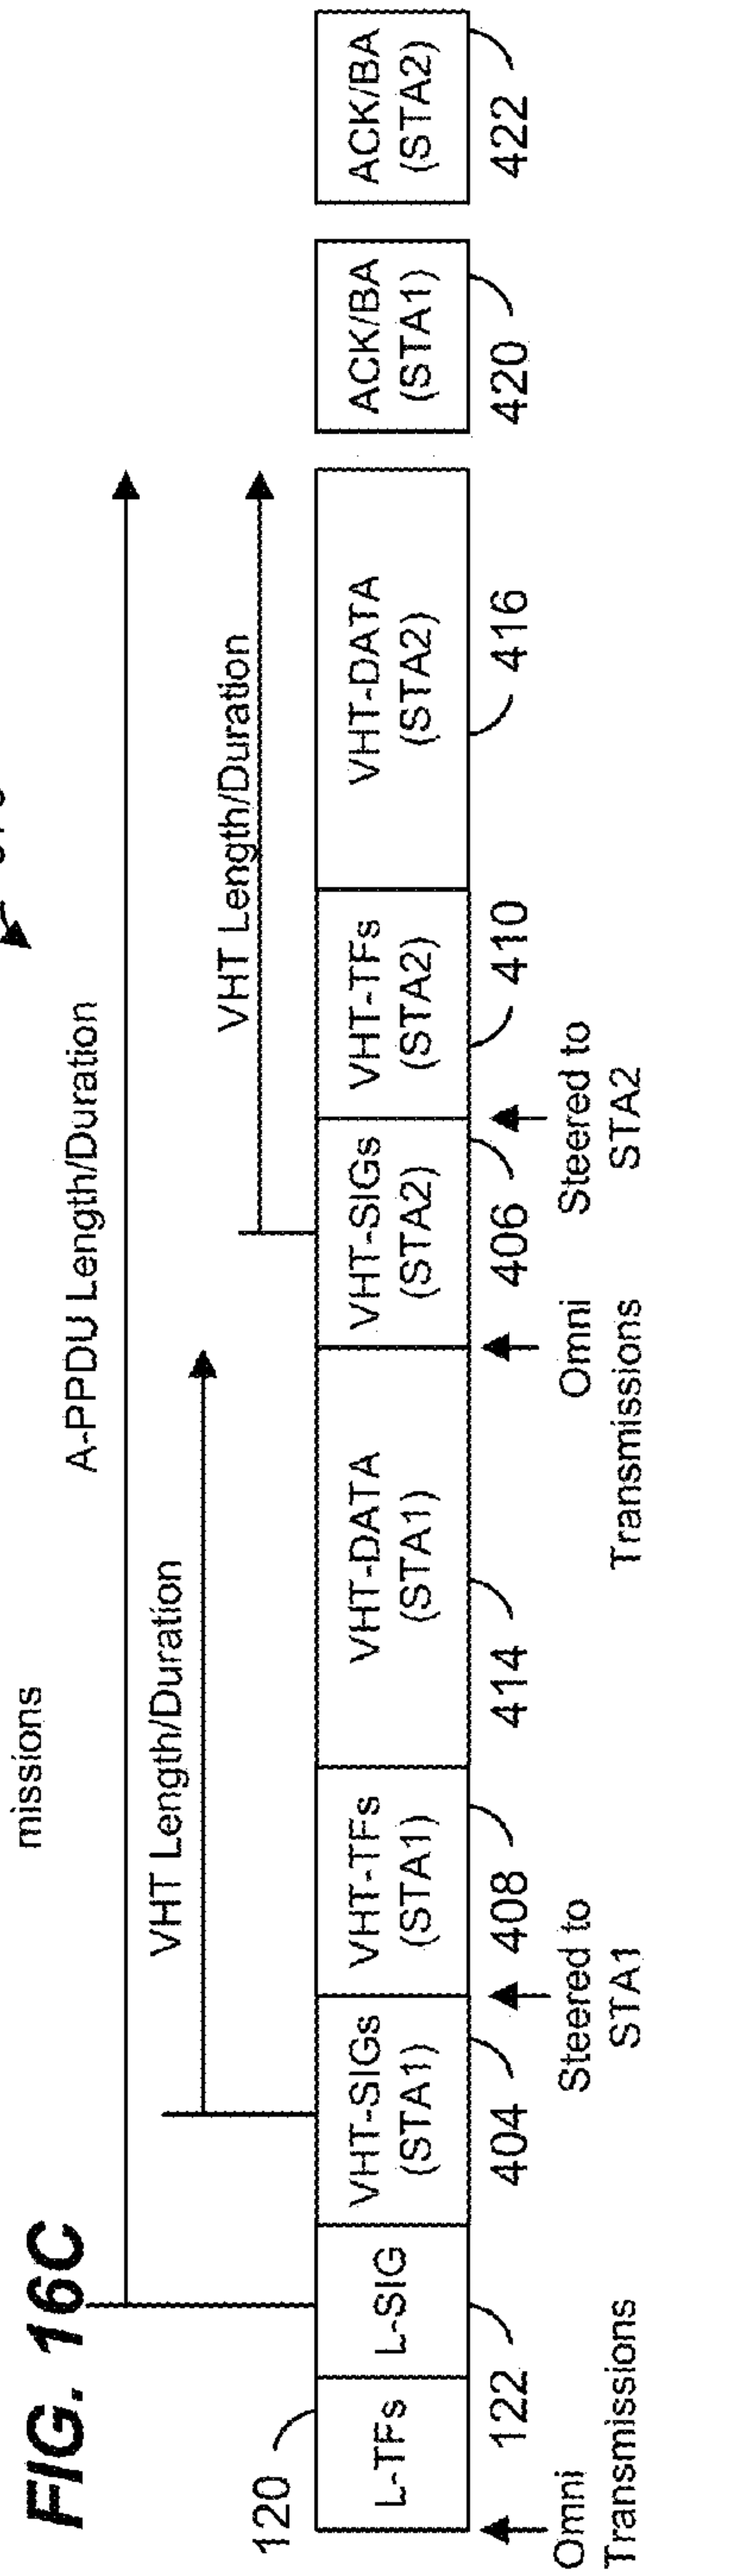 missions
FIG. 16C
A-PPDU Length/Duration
VHT Length/Duration
VHT Length/Duration
120
L-TFs
L-SIG
VHT-SIGs
(STA1)
VHT-TFs
(STA1)
VHT-DATA
(STA1)
VHT-SIGs
(STA2)
VHT-TFs
(STA2)
VHT-DATA
(STA2)
ACK/BA
(STA1)
ACK/BA
(STA2)
122
404
408
414
406
410
416
420
422
Omni
Transmissions
Steered to
STA1
Omni
Transmissions
Steered to
STA2